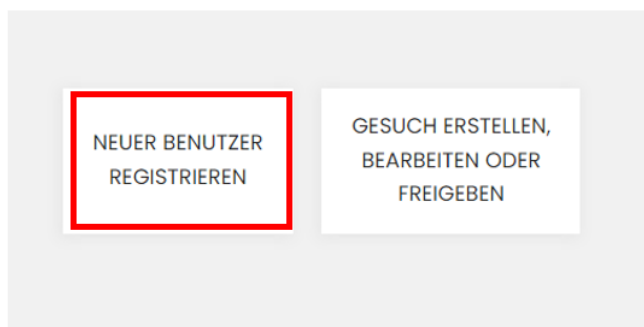 NEUER BENUTZER
REGISTRIEREN
GESUCH ERSTELLEN,
BEARBEITEN ODER
FREIGEBEN